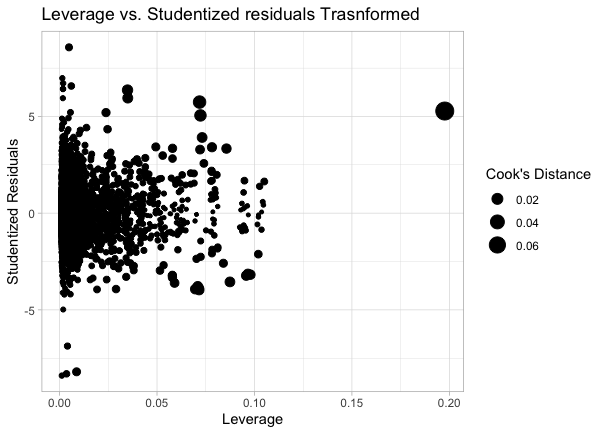 Leverage vs. Studentized residuals Trasnformed
5
0
-5
Studentized Residuals
0.00
0.05
0.10
0.15
0.20
Leverage
Cook's Distance
0.02
0.04
0.06